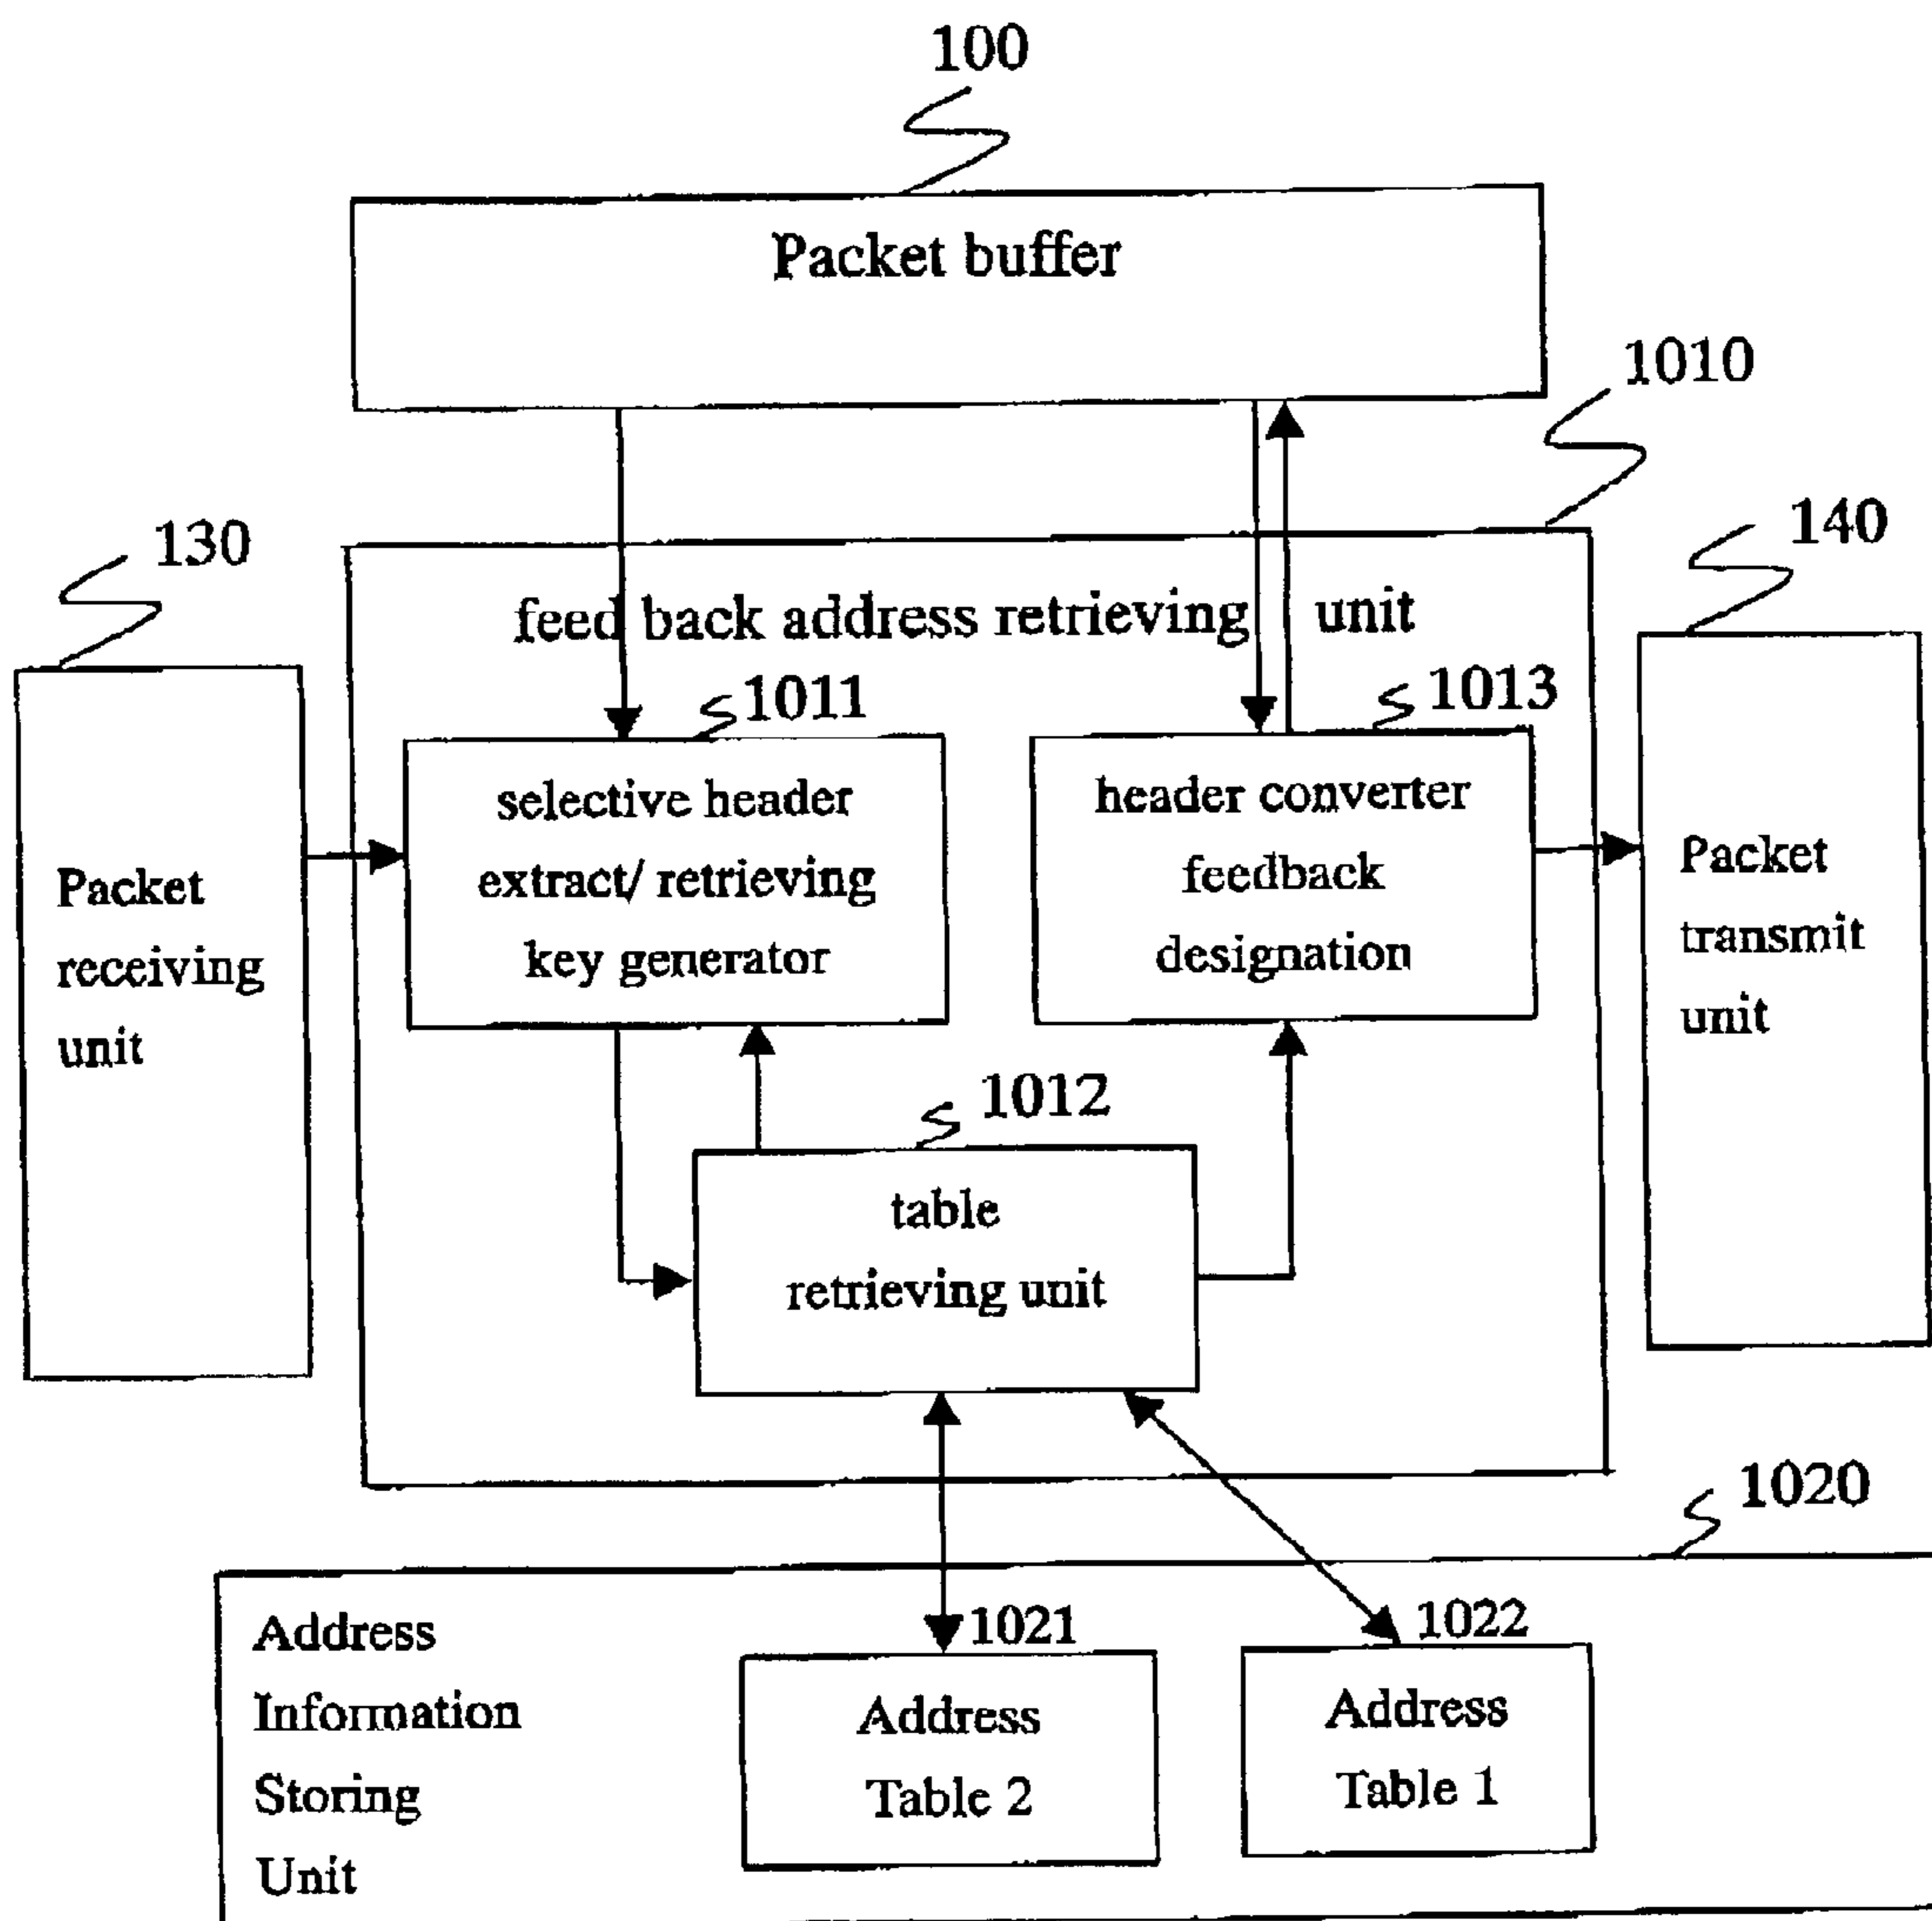 100
Packet buffer
1010
130
140
feed back address retrieving unit
1011
1013
selective header
extract/ retrieving
key generator
header converter
feedback
designation
Packet
receiving
unit
Packet
transmit
unit
1012
table
retrieving unit
1020
Address
Information
Storing
Unit
1021
1022
Address
Table 2
Address
Table 1